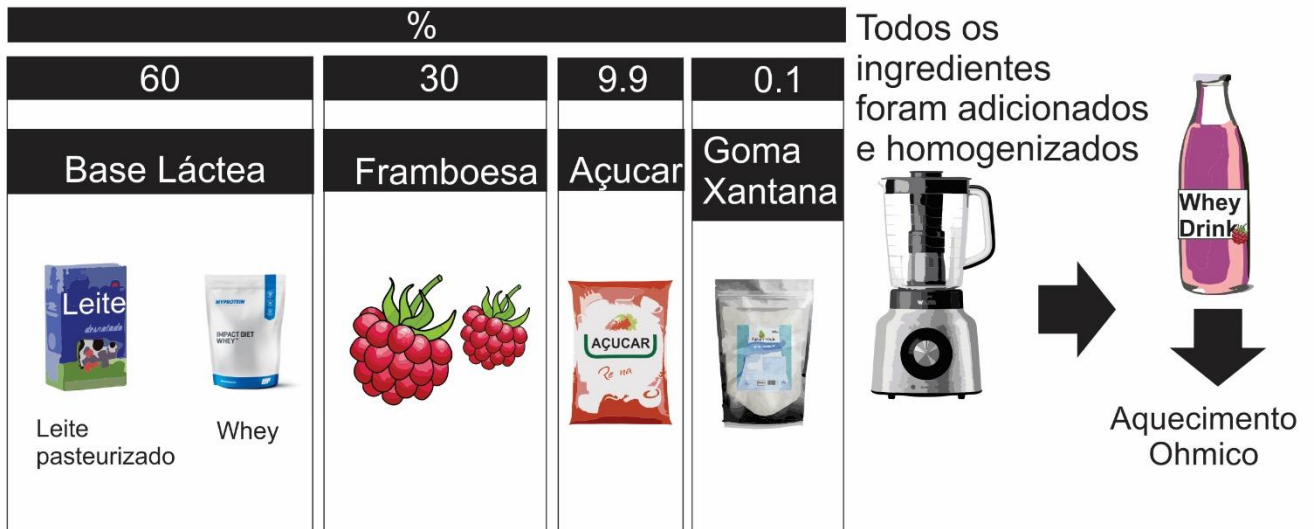 %
60
30
9.9
0.1
Base Láctea
Framboesa
Açucar
Goma
Xantana
Leite
desnatado
MYPROTEIN
IMPACT DIET
WHEY
AÇUCAR
Leite
pasteurizado
Whey
Todos os
ingredientes
foram adicionados
e homogenizados
Whey
Drink
Aquecimento
Ohmico